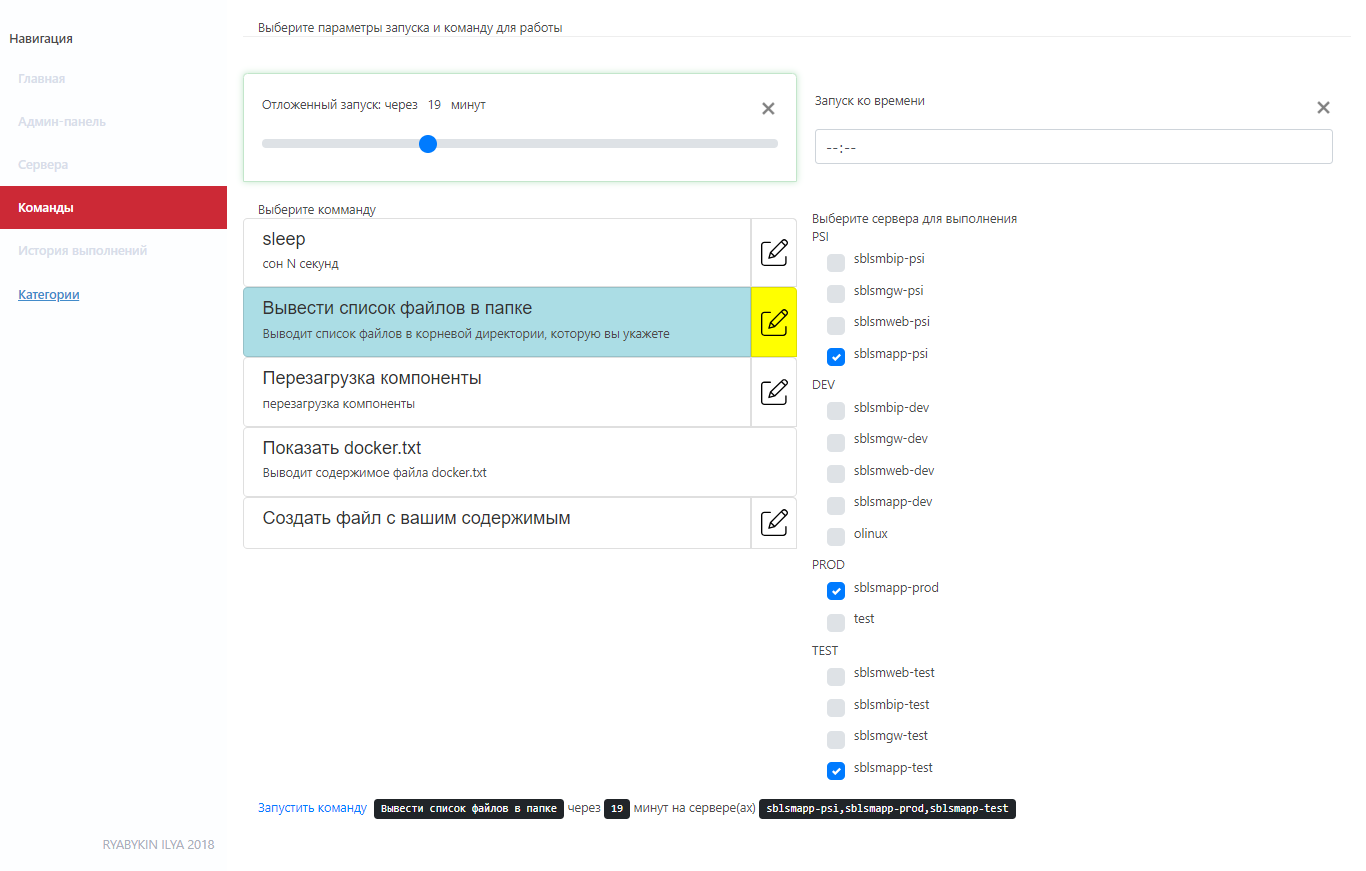 Навигация
Главная
Админ-панель
Сервера
Команды
История выполнений
Категории
RYABYKIN ILYA 2018
Выберите параметры запуска и команду для работы
Отложенный запуск: через 19 минут
Запуск ко времени
--:--
Выберите комманду
sleep
сон N секунд
Вывести список файлов в папке
Выводит список файлов в корневой директории, которую вы укажете
Перезагрузка компоненты
перезагрузка компоненты
Показать docker.txt
Выводит содержимое файла docker.txt
Создать файл с вашим содержимым
Выберите сервера для выполнения
PSI
sblsmbip-psi
sblsmgw-psi
sblsmweb-psi
sblsmapp-psi
DEV
sblsmbip-dev
sblsmgw-dev
sblsmweb-dev
sblsmapp-dev
olinux
PROD
sblsmapp-prod
test
TEST
sblsmweb-test
sblsmbip-test
sblsmgw-test
sblsmapp-test
Запустить команду Вывести список файлов в папке через 19 минут на сервере(ах) sblsmapp-psi,sblsmapp-prod,sblsmapp-test